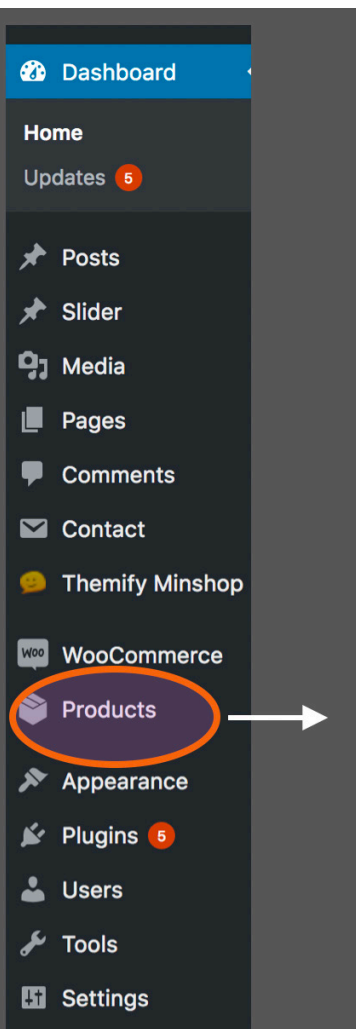 Dashboard
Home
Updates 5
Posts
Slider
Media
Pages
Comments
Contact
Themify Minshop
Woo WooCommerce
Products
Appearance
Plugins 5
Users
Tools
Settings